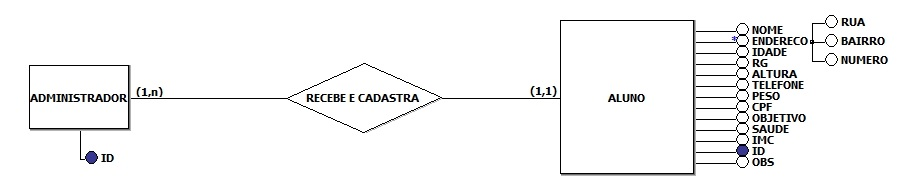 ADMINISTRADOR
(1,n)
ID
RECEBE E CADASTRA
(1,1)
ALUNO
NOME
* ENDERECO
IDADE
RG
ALTURA
TELEFONE
PESO
CPF
OBJETIVO
SAUDE
IMC
ID
OBS
RUA
BAIRRO
NUMERO